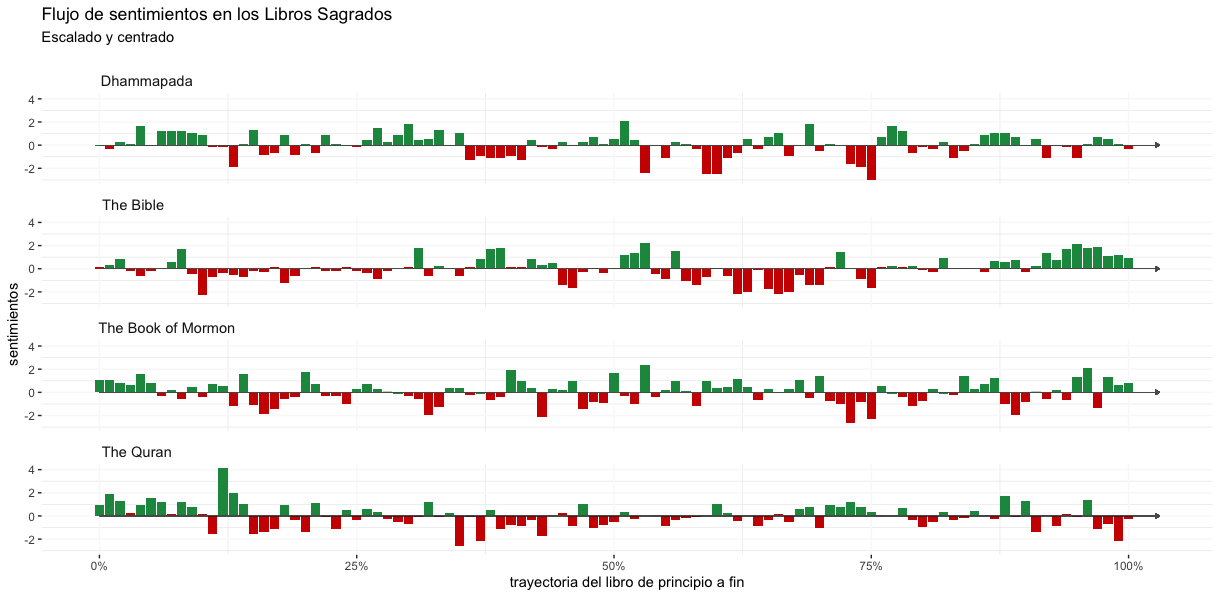 Flujo de sentimientos en los Libros Sagrados
Escalado y centrado
Dhammapada
4
2
0
-2
The Bible
4
2
0
-2
The Book of Mormon
4
2
0
-2
The Quran
4
2
0
-2
sentimientos
0%
25%
50%
75%
100%
trayectoria del libro de principio a fin